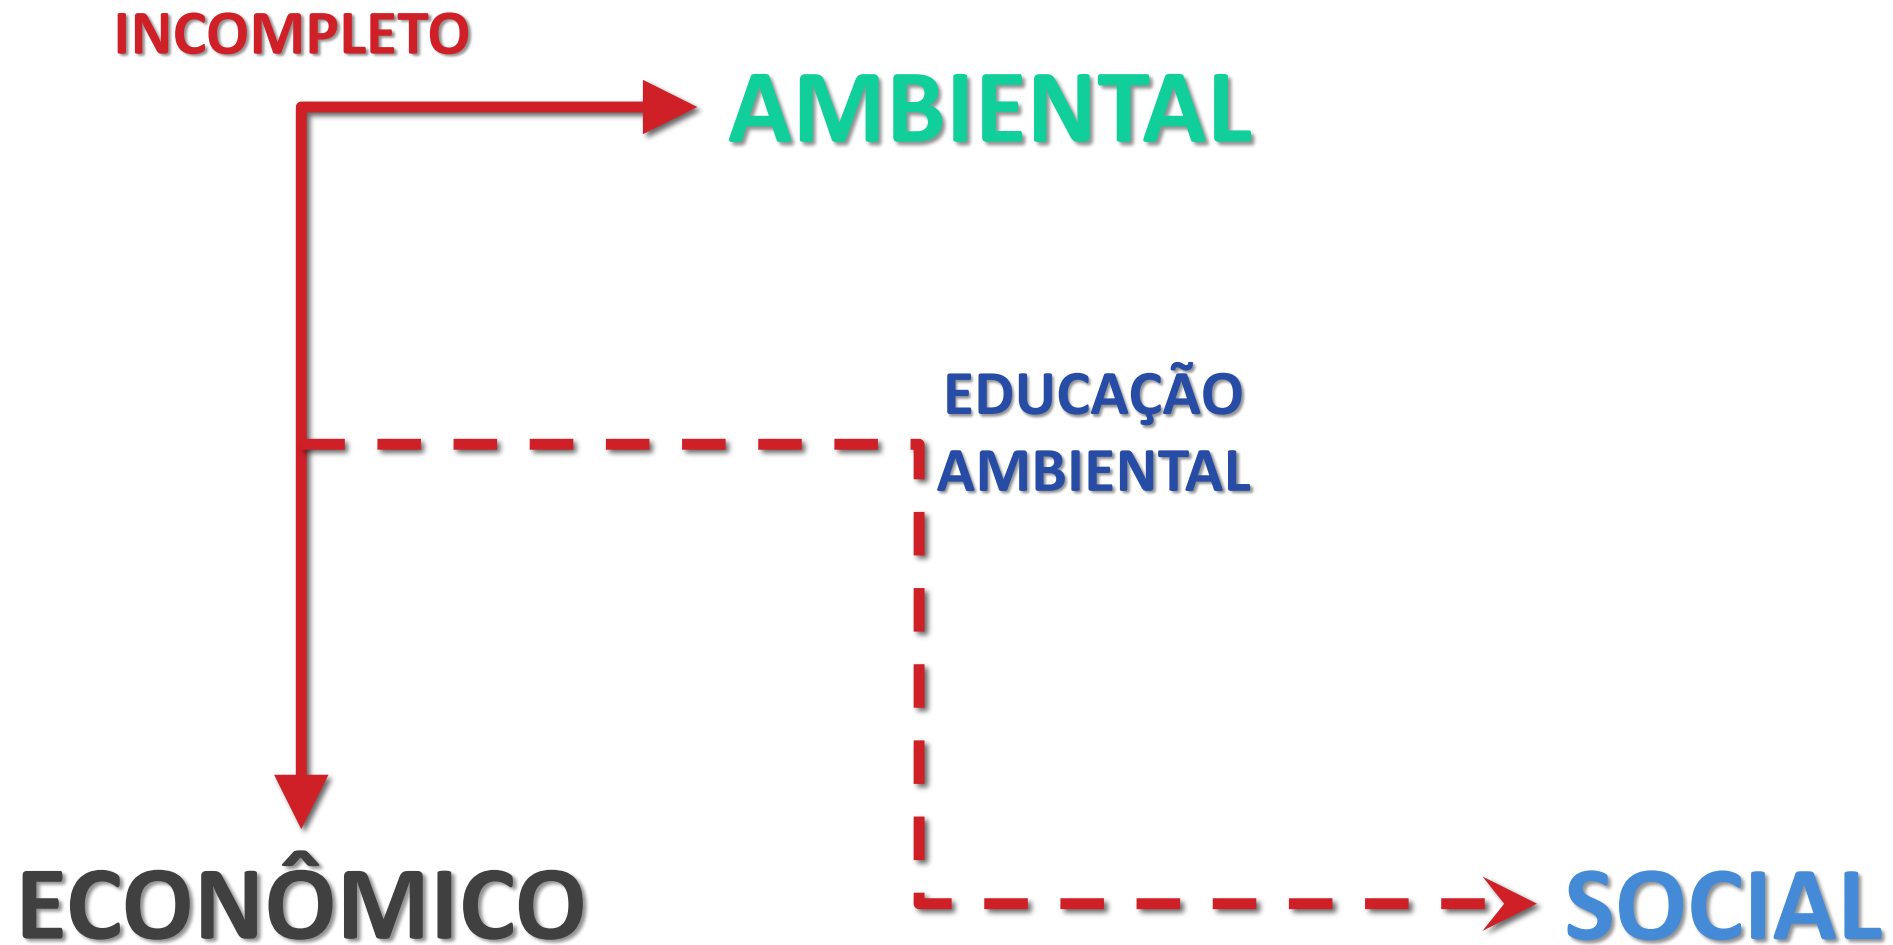 INCOMPLETO
AMBIENTAL
EDUCAÇÃO
AMBIENTAL
ECONÔMICO
SOCIAL